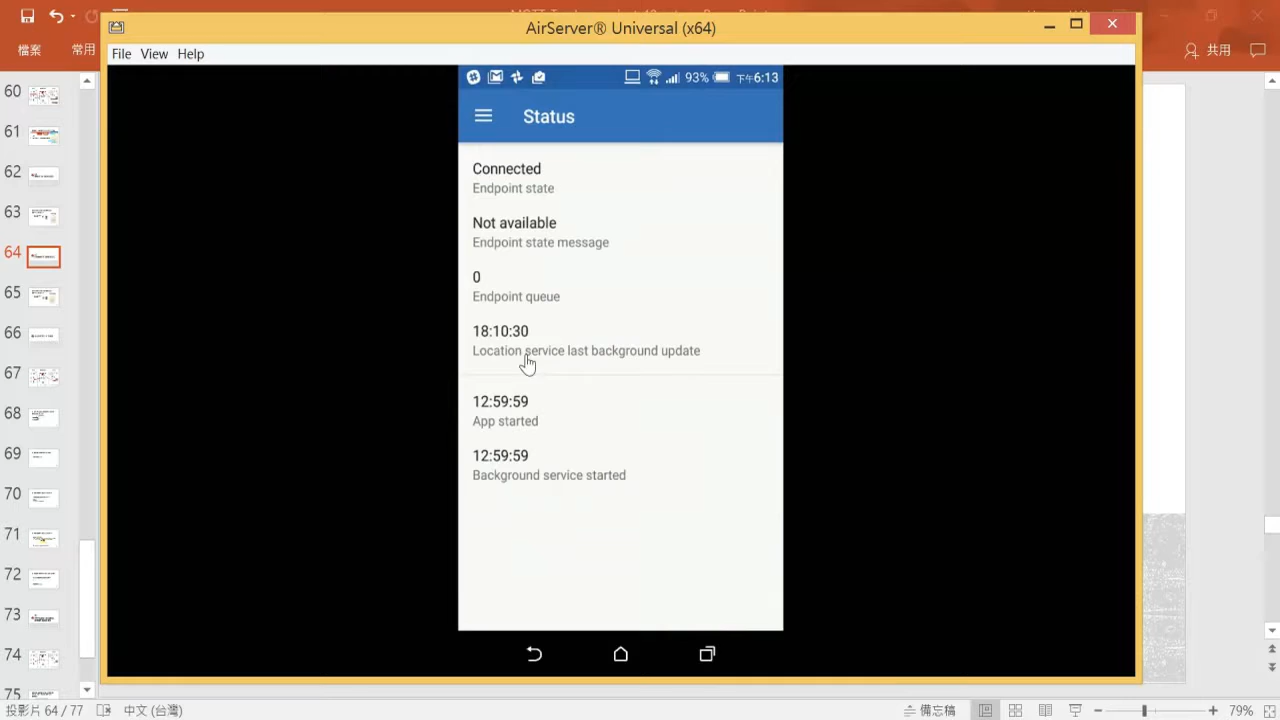 AirServer® Universal (x64)
檔案
常用
共用
File View Help
93% 下午6:13
Status
Connected
Endpoint state
Not available
Endpoint state message
0
Endpoint queue
18:10:30
Location service last background update
12:59:59
App started
12:59:59
Background service started
60
61
62
63
64
65
66
67
68
69
70
71
72
73
74
75
投影片 64 / 77
中文 (台灣)
備忘稿
79%